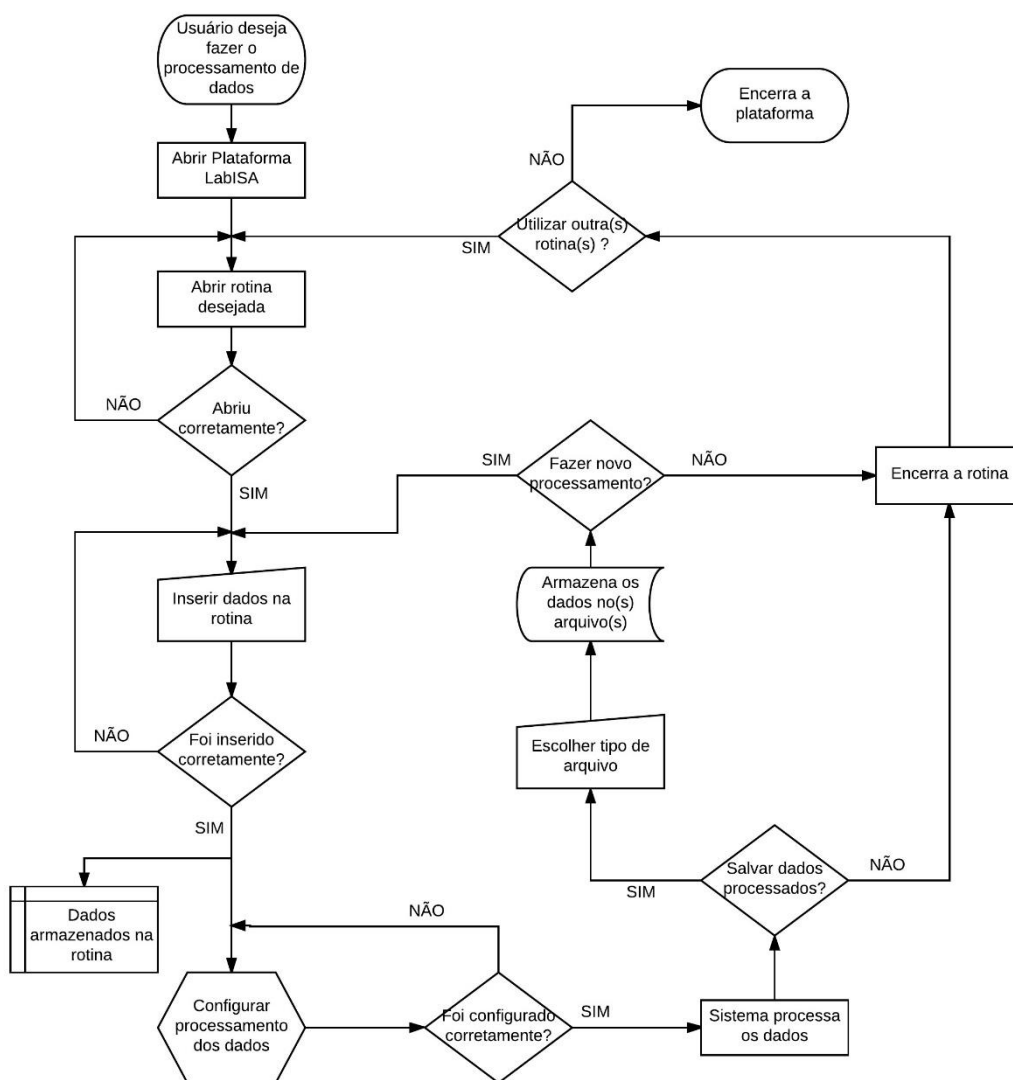 Usuário deseja
fazer o
processamento de
dados
Encerra a
plataforma
Abrir Plataforma
LabISA
NÃO
Utilizar outra(s)
rotina(s) ?
SIM
Abrir rotina
desejada
NÃO
Abriu
corretamente?
SIM
SIM
Fazer novo
processamento?
NÃO
Encerra a rotina
Inserir dados na
rotina
Armazena os
dados no(s)
arquivo(s)
NÃO
Foi inserido
corretamente?
Escolher tipo de
arquivo
SIM
SIM
Salvar dados
processados?
NÃO
Dados
armazenados na
rotina
NÃO
Configurar
processamento
dos dados
Foi configurado
corretamente?
SIM
Sistema processa
os dados